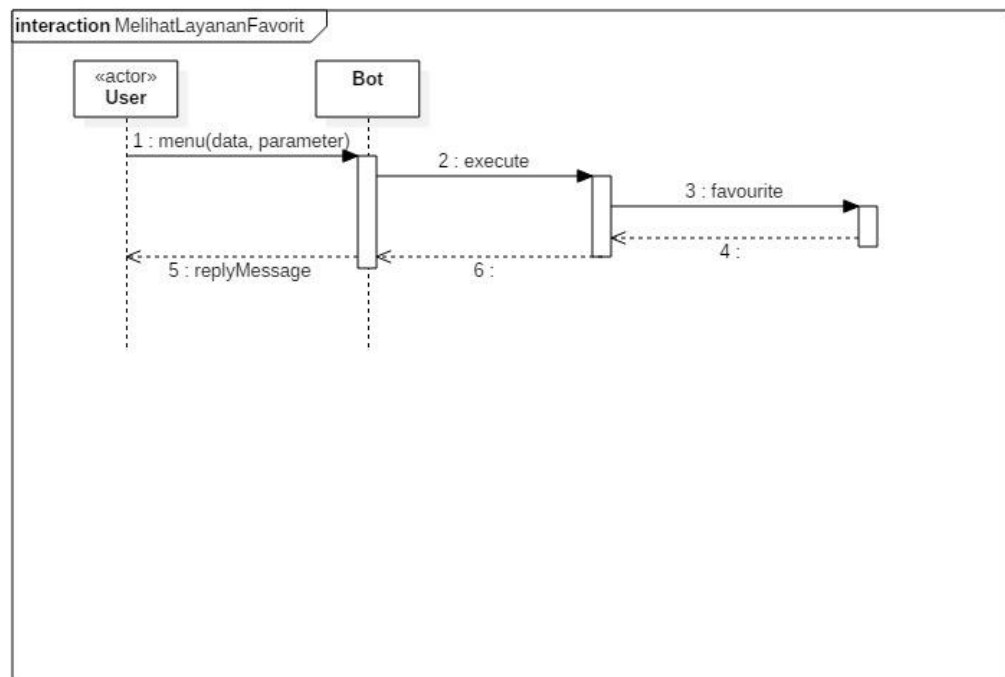 interaction MelihatLayananFavorit
«actor»
User
Bot
1 : menu(data, parameter)
2 : execute
3 : favourite
4 :
5 : replyMessage
6 :